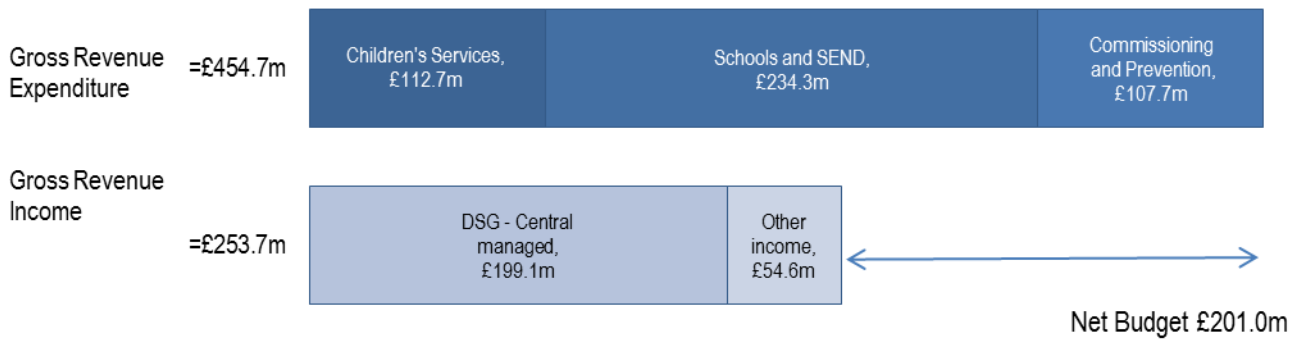 Gross Revenue
Expenditure
=£454.7m
Children's Services,
£112.7m
Schools and SEND,
£234.3m
Commissioning
and Prevention,
£107.7m
Gross Revenue
Income
=£253.7m
DSG - Central
managed,
£199.1m
Other
income,
£54.6m
Net Budget £201.0m